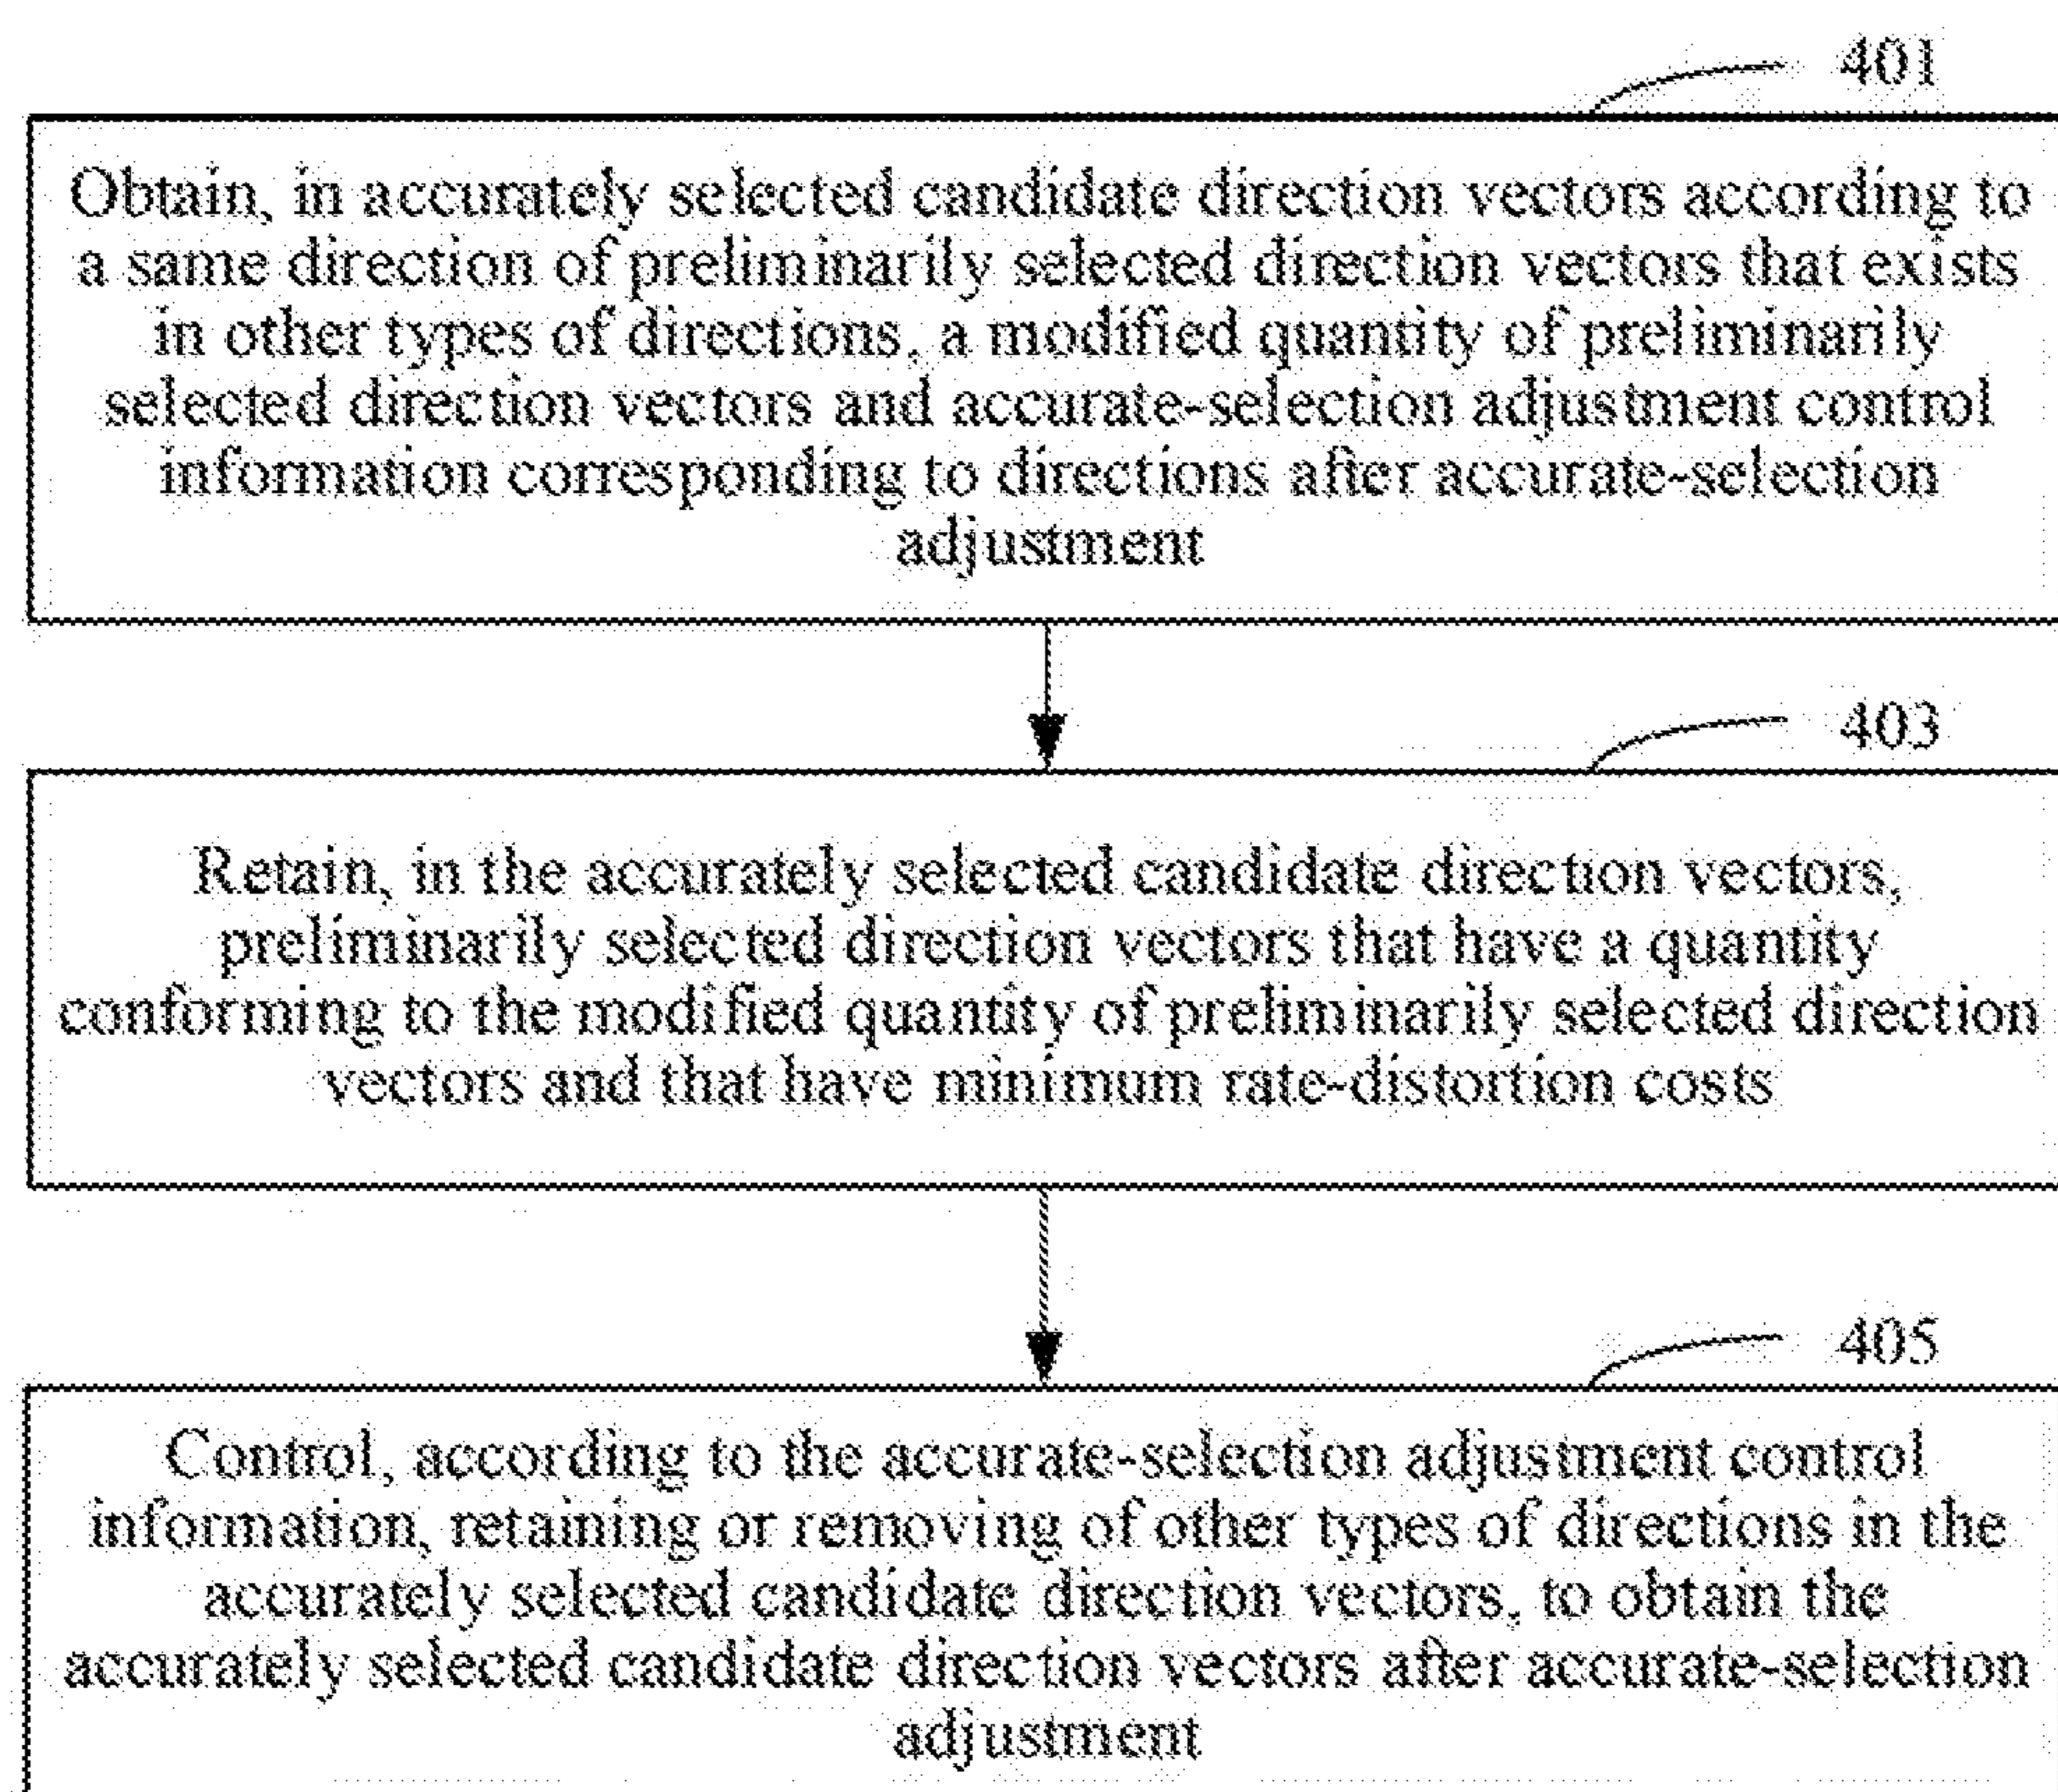 401
Obtain, in accurately selected candidate direction vectors according to
a same direction of preliminarily selected direction vectors that exists
in other types of directions, a modified quantity of preliminarily
selected direction vectors and accurate-selection adjustment control
information corresponding to directions after accurate-selection
adjustment
403
Retain, in the accurately selected candidate direction vectors,
preliminarily selected direction vectors that have a quantity
conforming to the modified quantity of preliminarily selected direction
vectors and that have minimum rate-distortion costs
405
Control, according to the accurate-selection adjustment control
information, retaining or removing of other types of directions in the
accurately selected candidate direction vectors, to obtain the
accurately selected candidate direction vectors after accurate-selection
adjustment